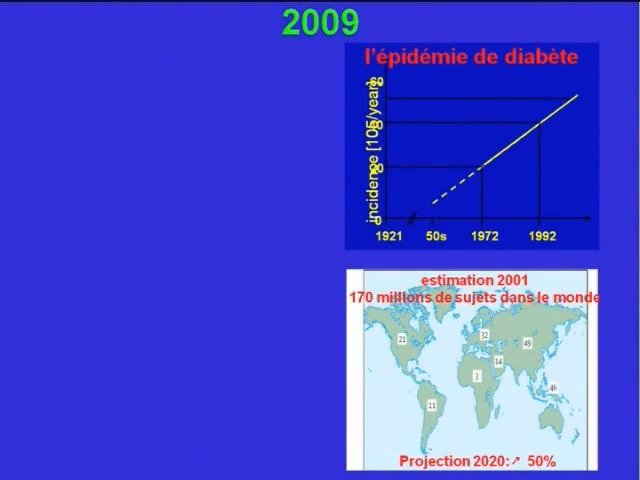 2009
l'épidémie de diabète
incidence [105/year]
0
1921
50s
1972
1992
estimation 2001
170 millions de sujets dans le monde
21
32
49
14
3
46
11
Projection 2020:↗ 50%